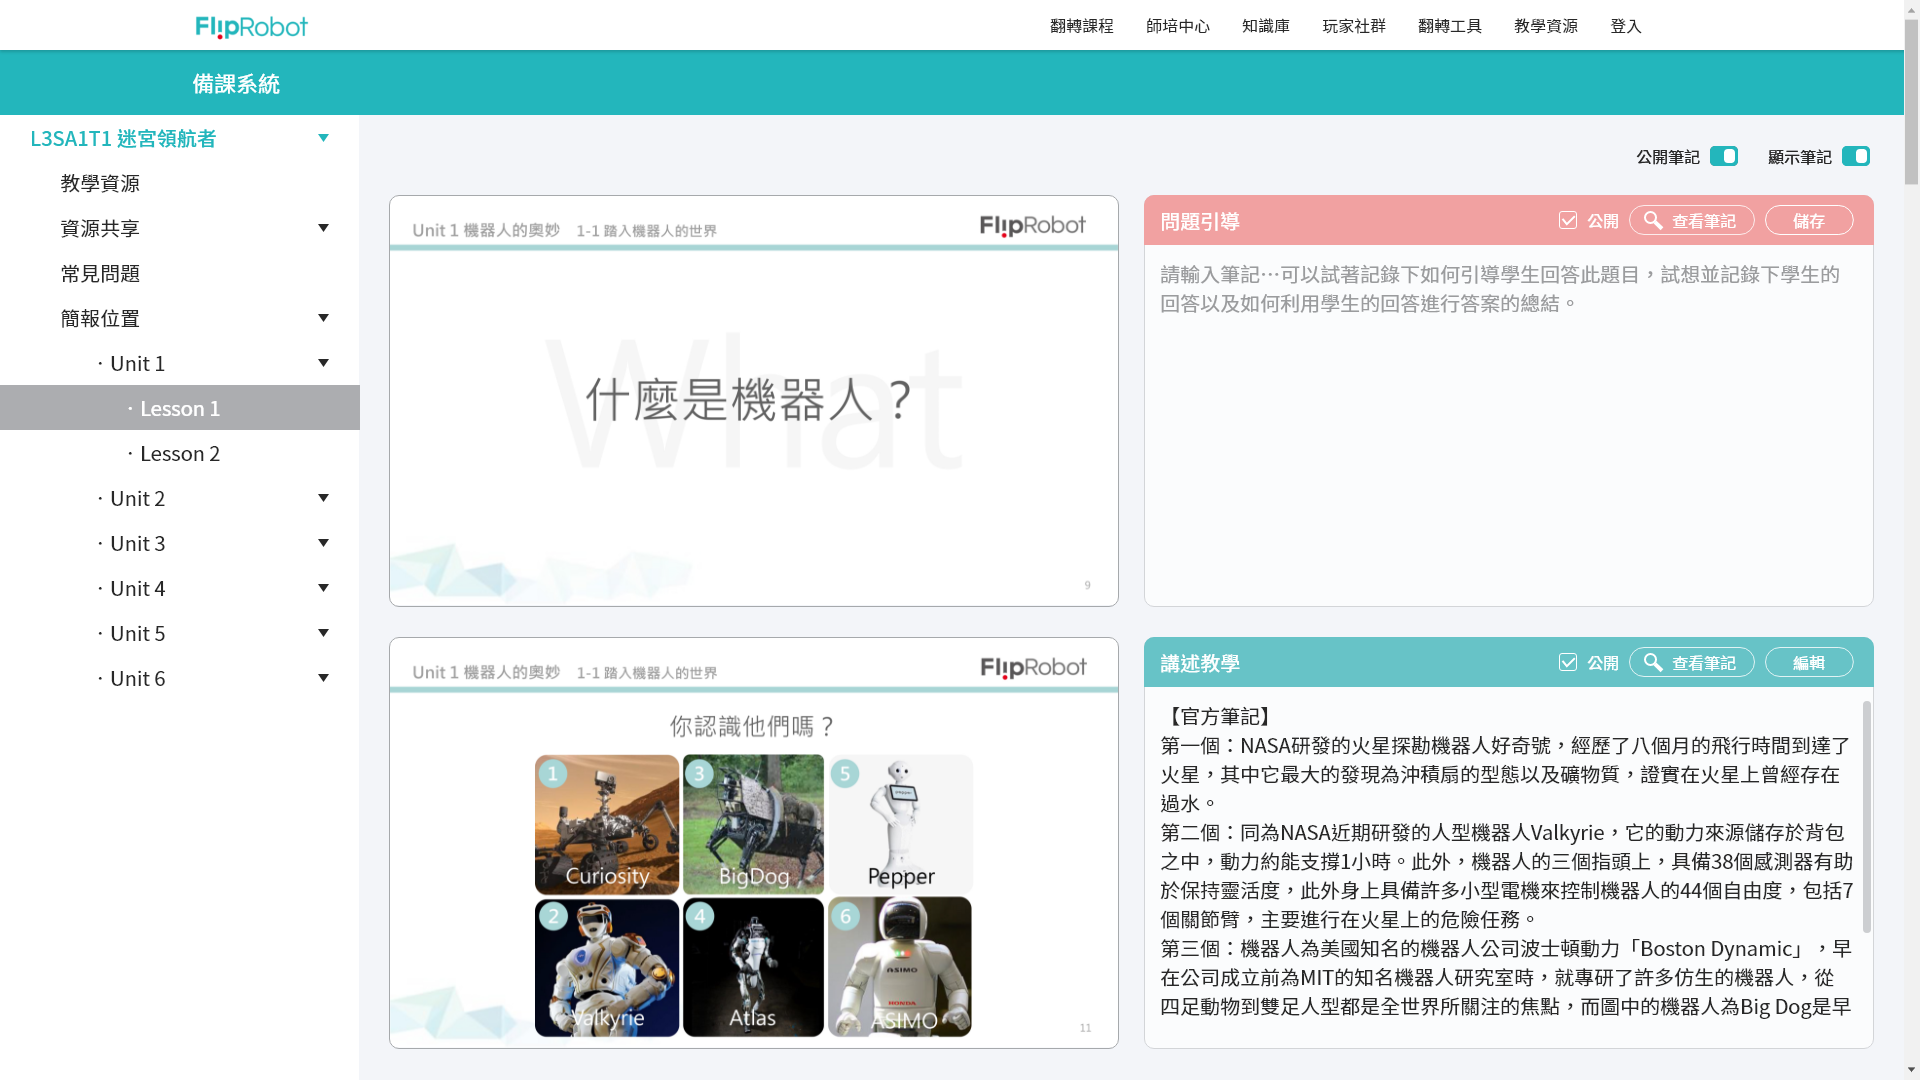 FlipRobot
翻轉課程 師培中心 知識庫 玩家社群 翻轉工具 教學資源 登入
備課系統
L3SA1T1 迷宮領航者
教學資源
資源共享
常見問題
簡報位置
· Unit 1
· Lesson 1
· Lesson 2
· Unit 2
· Unit 3
· Unit 4
· Unit 5
· Unit 6
公開筆記 顯示筆記
Unit 1 機器人的奧妙 1-1 踏入機器人的世界 FlipRobot
What
什麼是機器人？
9
問題引導 公開 查看筆記 儲存
請輸入筆記…可以試著記錄下如何引導學生回答此題目，試想並記錄下學生的
回答以及如何利用學生的回答進行答案的總結。
Unit 1 機器人的奧妙 1-1 踏入機器人的世界 FlipRobot
你認識他們嗎？
1 3 5
Curiosity BigDog Pepper
2 4 6
ASIMO
HONDA
Valkyrie Atlas ASIMO
11
講述教學 公開 查看筆記 編輯
【官方筆記】
第一個：NASA研發的火星探勘機器人好奇號，經歷了八個月的飛行時間到達了
火星，其中它最大的發現為沖積扇的型態以及礦物質，證實在火星上曾經存在
過水。
第二個：同為NASA近期研發的人型機器人Valkyrie，它的動力來源儲存於背包
之中，動力約能支撐1小時。此外，機器人的三個指頭上，具備38個感測器有助
於保持靈活度，此外身上具備許多小型電機來控制機器人的44個自由度，包括7
個關節臂，主要進行在火星上的危險任務。
第三個：機器人為美國知名的機器人公司波士頓動力「Boston Dynamic」，早
在公司成立前為MIT的知名機器人研究室時，就專研了許多仿生的機器人，從
四足動物到雙足人型都是全世界所關注的焦點，而圖中的機器人為Big Dog是早